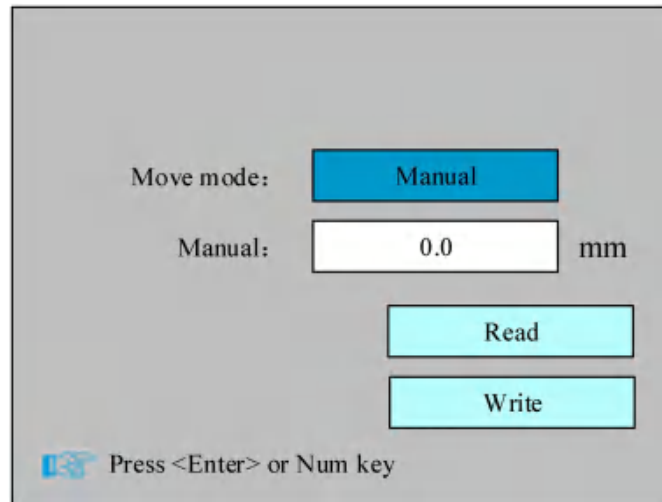 Move mode: Manual
Manual: 0.0 mm
Read
Write
Press <Enter> or Num key